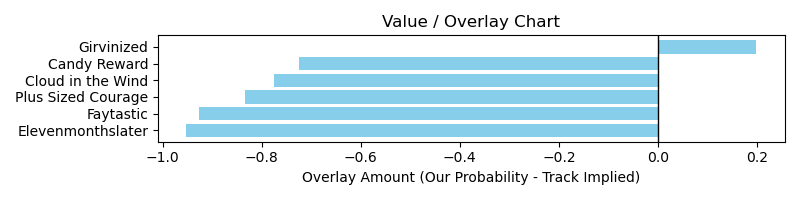 Value / Overlay Chart
Girvinized
Candy Reward
Cloud in the Wind
Plus Sized Courage
Faytastic
Elevenmonthslater
−1.0 −0.8 −0.6 −0.4 −0.2 0.0 0.2
Overlay Amount (Our Probability - Track Implied)